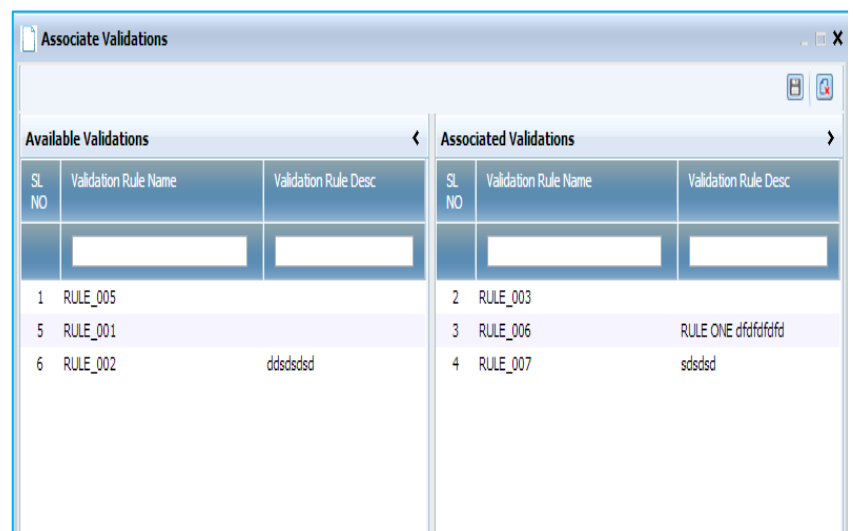 Associate Validations
Available Validations
SL NO Validation Rule Name Validation Rule Desc
1 RULE_005
5 RULE_001
6 RULE_002 ddsdsdsd
Associated Validations
SL NO Validation Rule Name Validation Rule Desc
2 RULE_003
3 RULE_006 RULE ONE dfdfdfdfd
4 RULE_007 sdsdsd